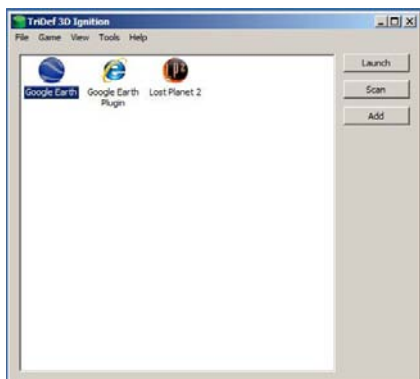 TriDef 3D Ignition
File Game View Tools Help
Launch
Scan
Add
Google Earth
Google Earth Plugin
Lost Planet 2